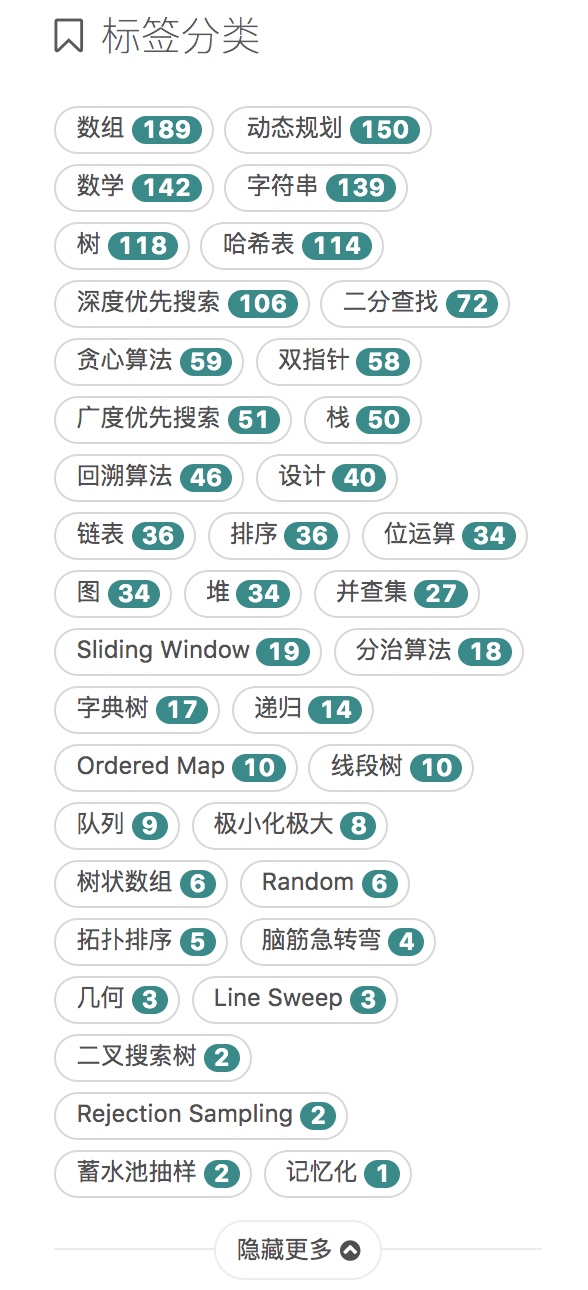 标签分类
数组 189 动态规划 150
数学 142 字符串 139
树 118 哈希表 114
深度优先搜索 106 二分查找 72
贪心算法 59 双指针 58
广度优先搜索 51 栈 50
回溯算法 46 设计 40
链表 36 排序 36 位运算 34
图 34 堆 34 并查集 27
Sliding Window 19 分治算法 18
字典树 17 递归 14
Ordered Map 10 线段树 10
队列 9 极小化极大 8
树状数组 6 Random 6
拓扑排序 5 脑筋急转弯 4
几何 3 Line Sweep 3
二叉搜索树 2
Rejection Sampling 2
蓄水池抽样 2 记忆化 1
隐藏更多